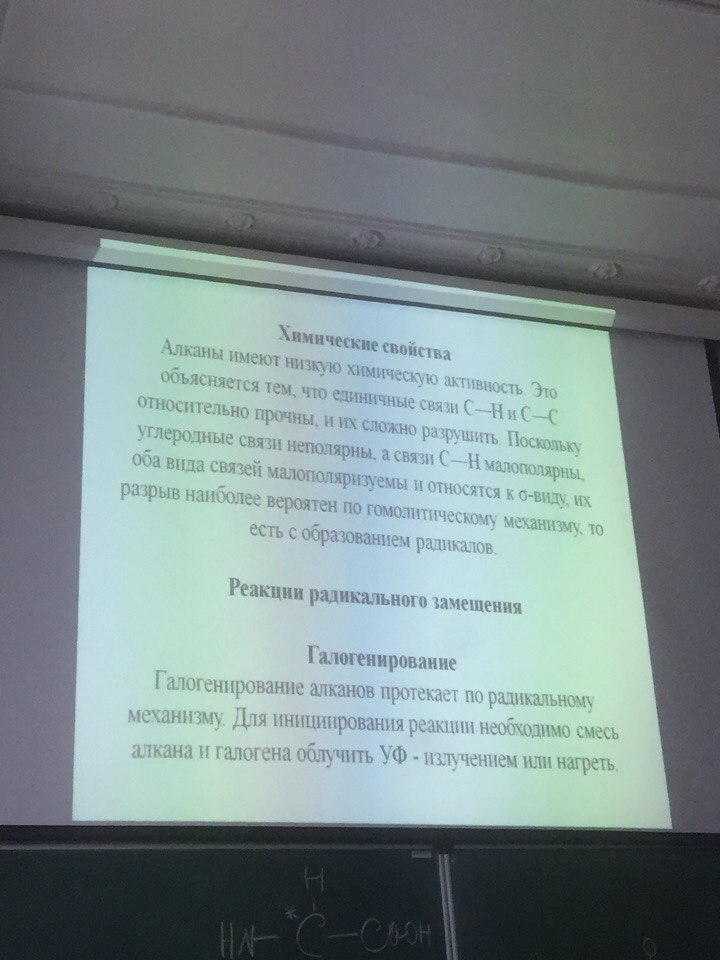 Химические свойства
Алканы имеют низкую химическую активность. Это
объясняется тем, что единичные связи С—Н и С—С
относительно прочны, и их сложно разрушить. Поскольку
углеродные связи неполярны, а связи С—Н малополярны,
оба вида связей малополяризуемы и относятся к σ-виду, их
разрыв наиболее вероятен по гомолитическому механизму, то
есть с образованием радикалов.
Реакции радикального замещения
Галогенирование
Галогенирование алканов протекает по радикальному
механизму. Для инициирования реакции необходимо смесь
алкана и галогена облучить УФ - излучением или нагреть.
H
HN— *C —COOH